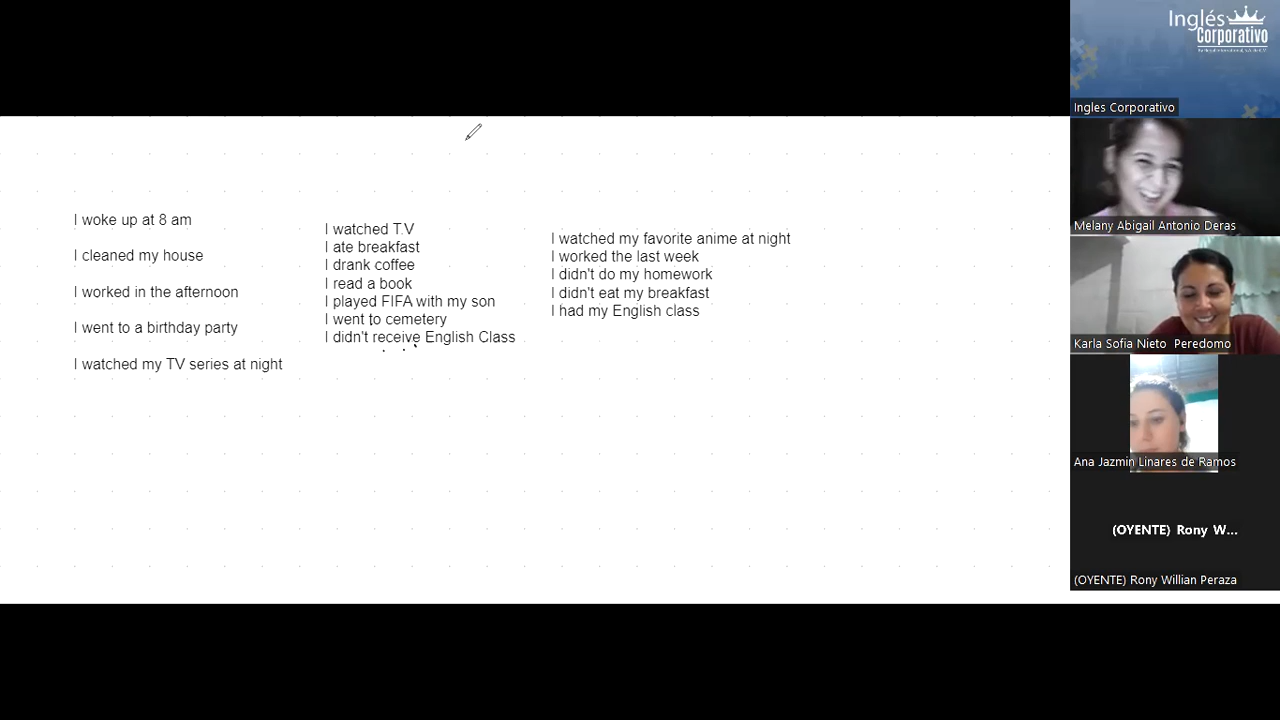 I woke up at 8 am
I cleaned my house
I worked in the afternoon
I went to a birthday party
I watched my TV series at night
I watched T.V
I ate breakfast
I drank coffee
I read a book
I played FIFA with my son
I went to cemetery
I didn't receive English Class
I watched my favorite anime at night
I worked the last week
I didn't do my homework
I didn't eat my breakfast
I had my English class
Inglés
Corporativo
Ingles Corporativo
Melany Abigail Antonio Deras
Karla Sofia Nieto Peredomo
Ana Jazmin Linares de Ramos
(OYENTE) Rony W...
(OYENTE) Rony Willian Peraza